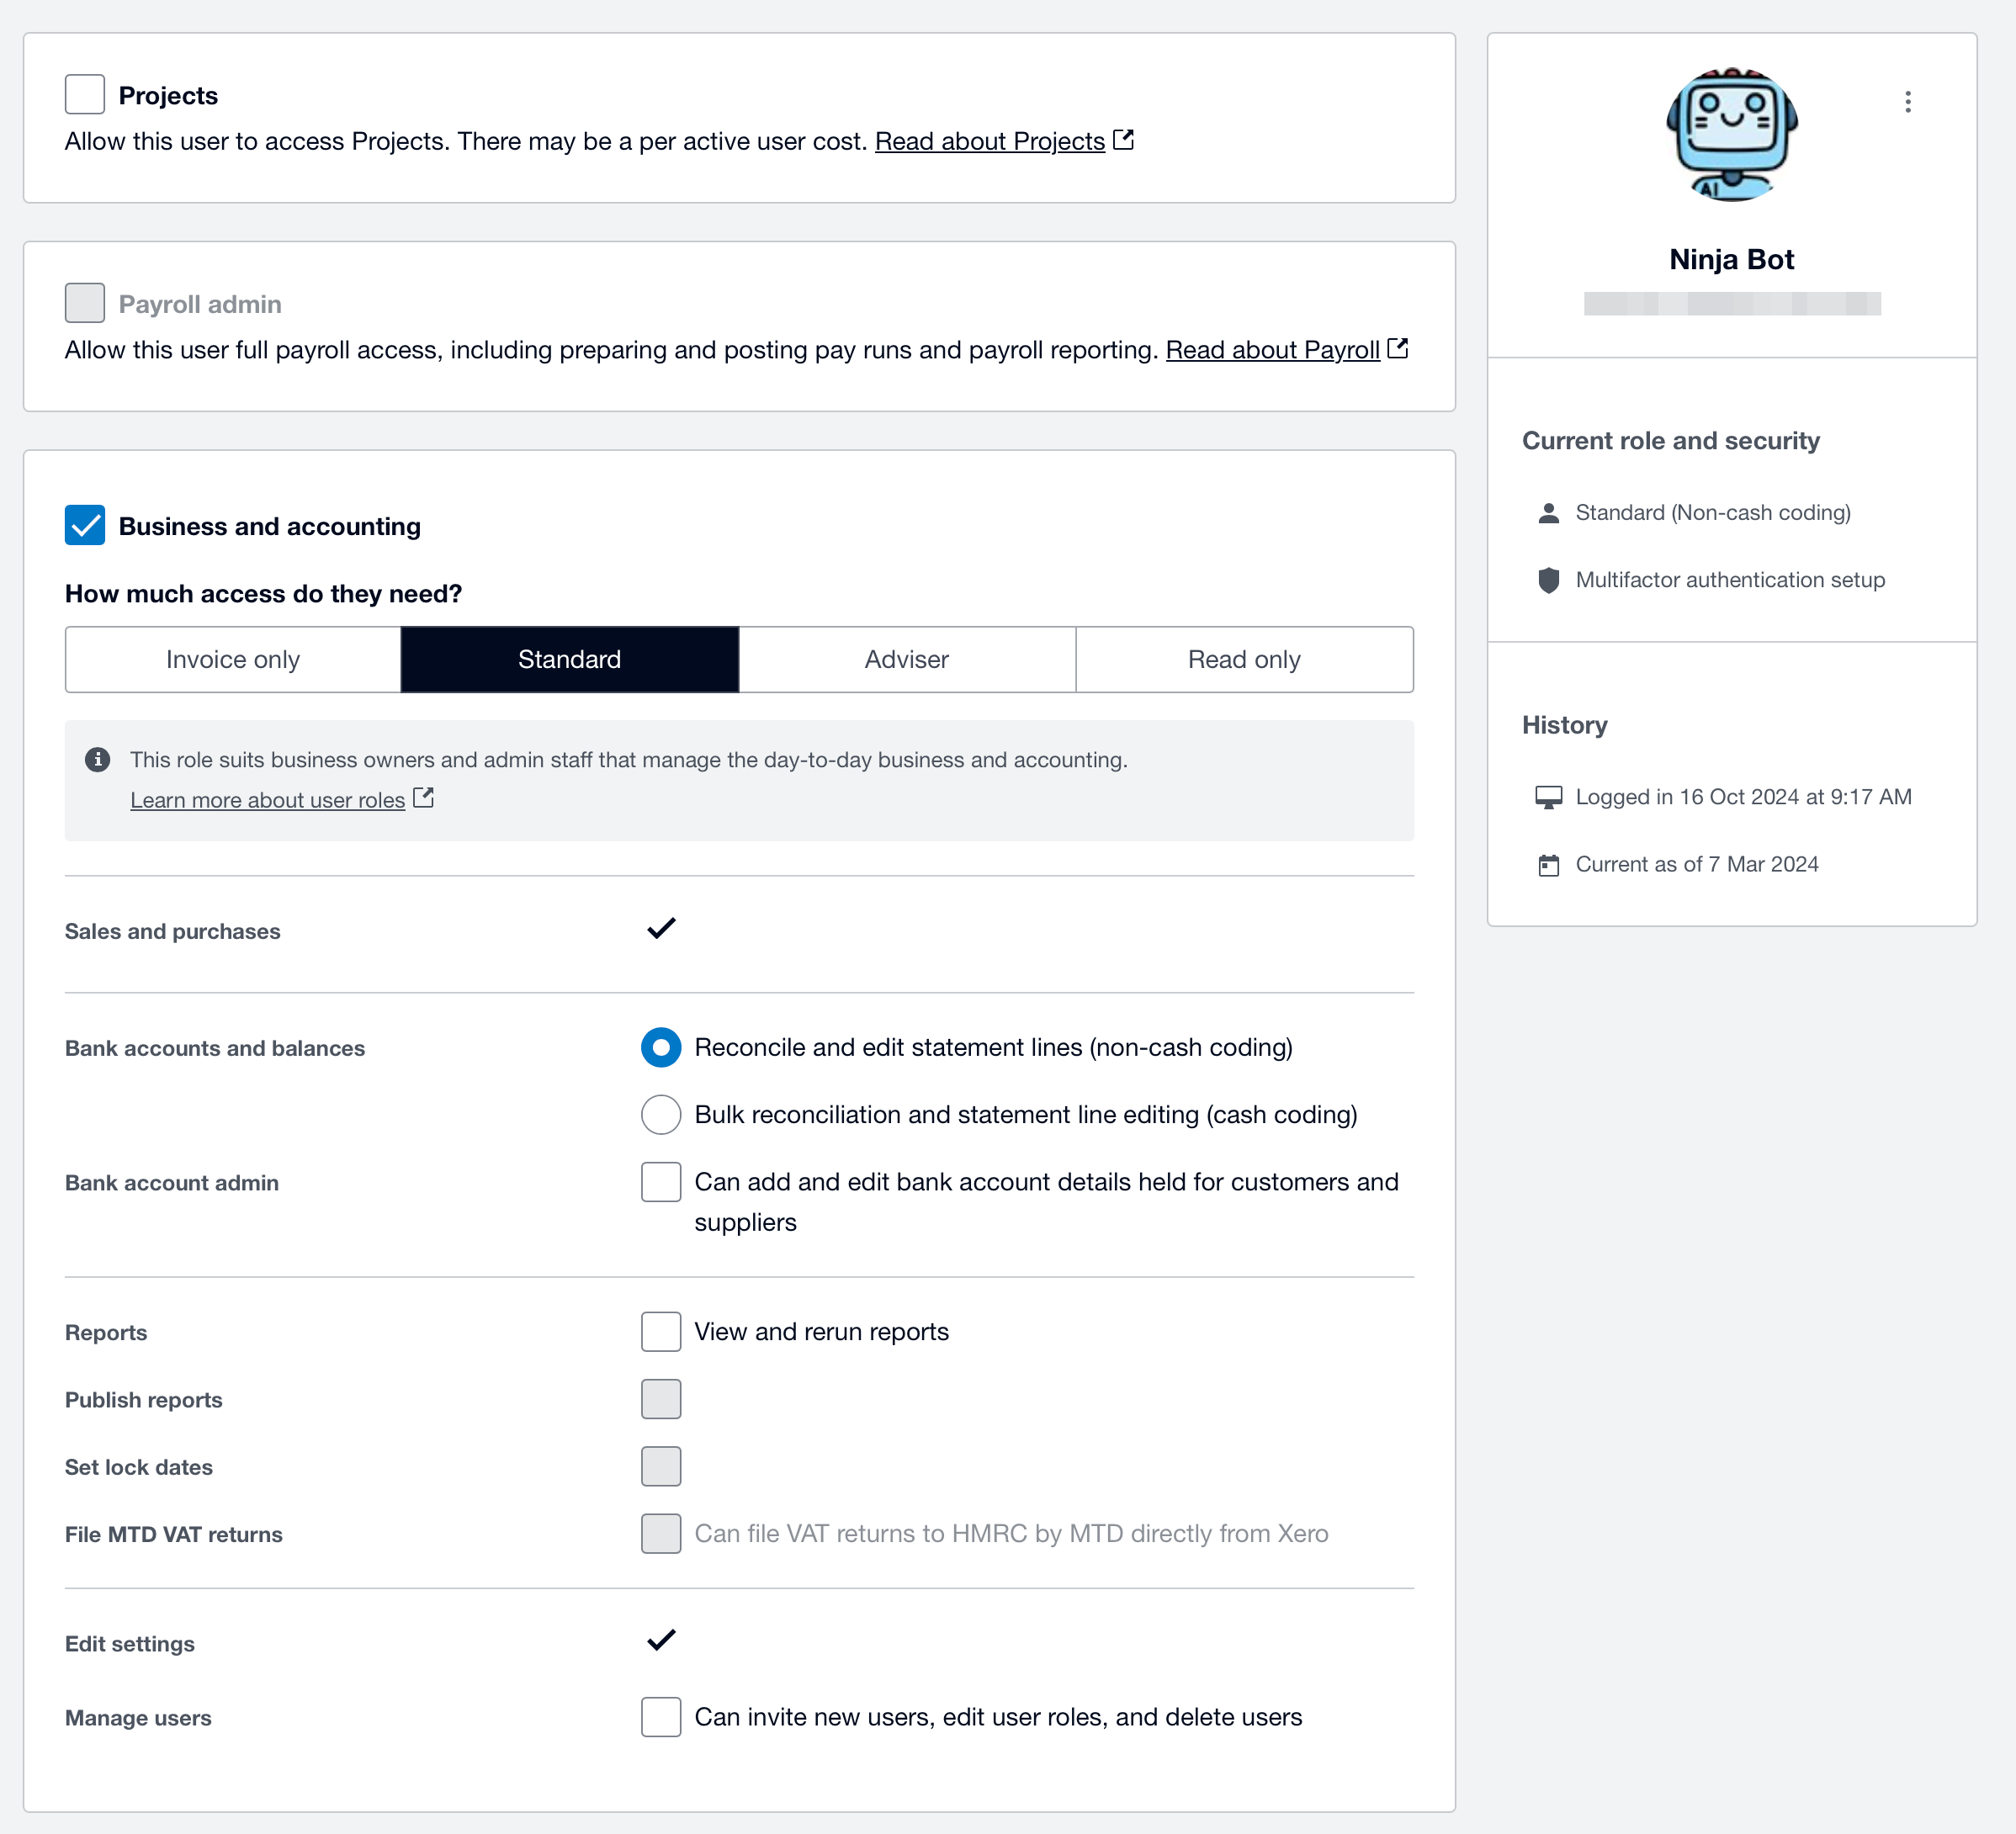 Projects
Allow this user to access Projects. There may be a per active user cost. Read about Projects
Payroll admin
Allow this user full payroll access, including preparing and posting pay runs and payroll reporting. Read about Payroll
Business and accounting
How much access do they need?
Invoice only
Standard
Adviser
Read only
This role suits business owners and admin staff that manage the day-to-day business and accounting.
Learn more about user roles
Sales and purchases
Bank accounts and balances
Reconcile and edit statement lines (non-cash coding)
Bulk reconciliation and statement line editing (cash coding)
Bank account admin
Can add and edit bank account details held for customers and
suppliers
Reports
View and rerun reports
Publish reports
Set lock dates
File MTD VAT returns
Can file VAT returns to HMRC by MTD directly from Xero
Edit settings
Manage users
Can invite new users, edit user roles, and delete users
AI
Ninja Bot
Current role and security
Standard (Non-cash coding)
Multifactor authentication setup
History
Logged in 16 Oct 2024 at 9:17 AM
Current as of 7 Mar 2024